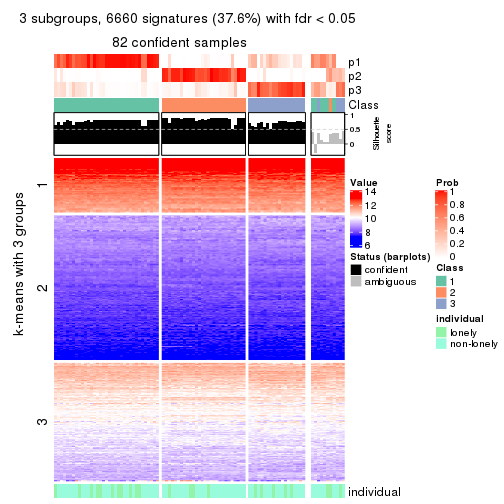 3 subgroups, 6660 signatures (37.6%) with fdr < 0.05
82 confident samples
p1
p2
p3
Class
1
0.5
0
Silhouette
score
k-means with 3 groups
1
2
3
individual
Value
14
12
10
8
6
Status (barplots)
confident
ambiguous
Prob
1
0.8
0.6
0.4
0.2
0
Class
1
2
3
individual
lonely
non-lonely